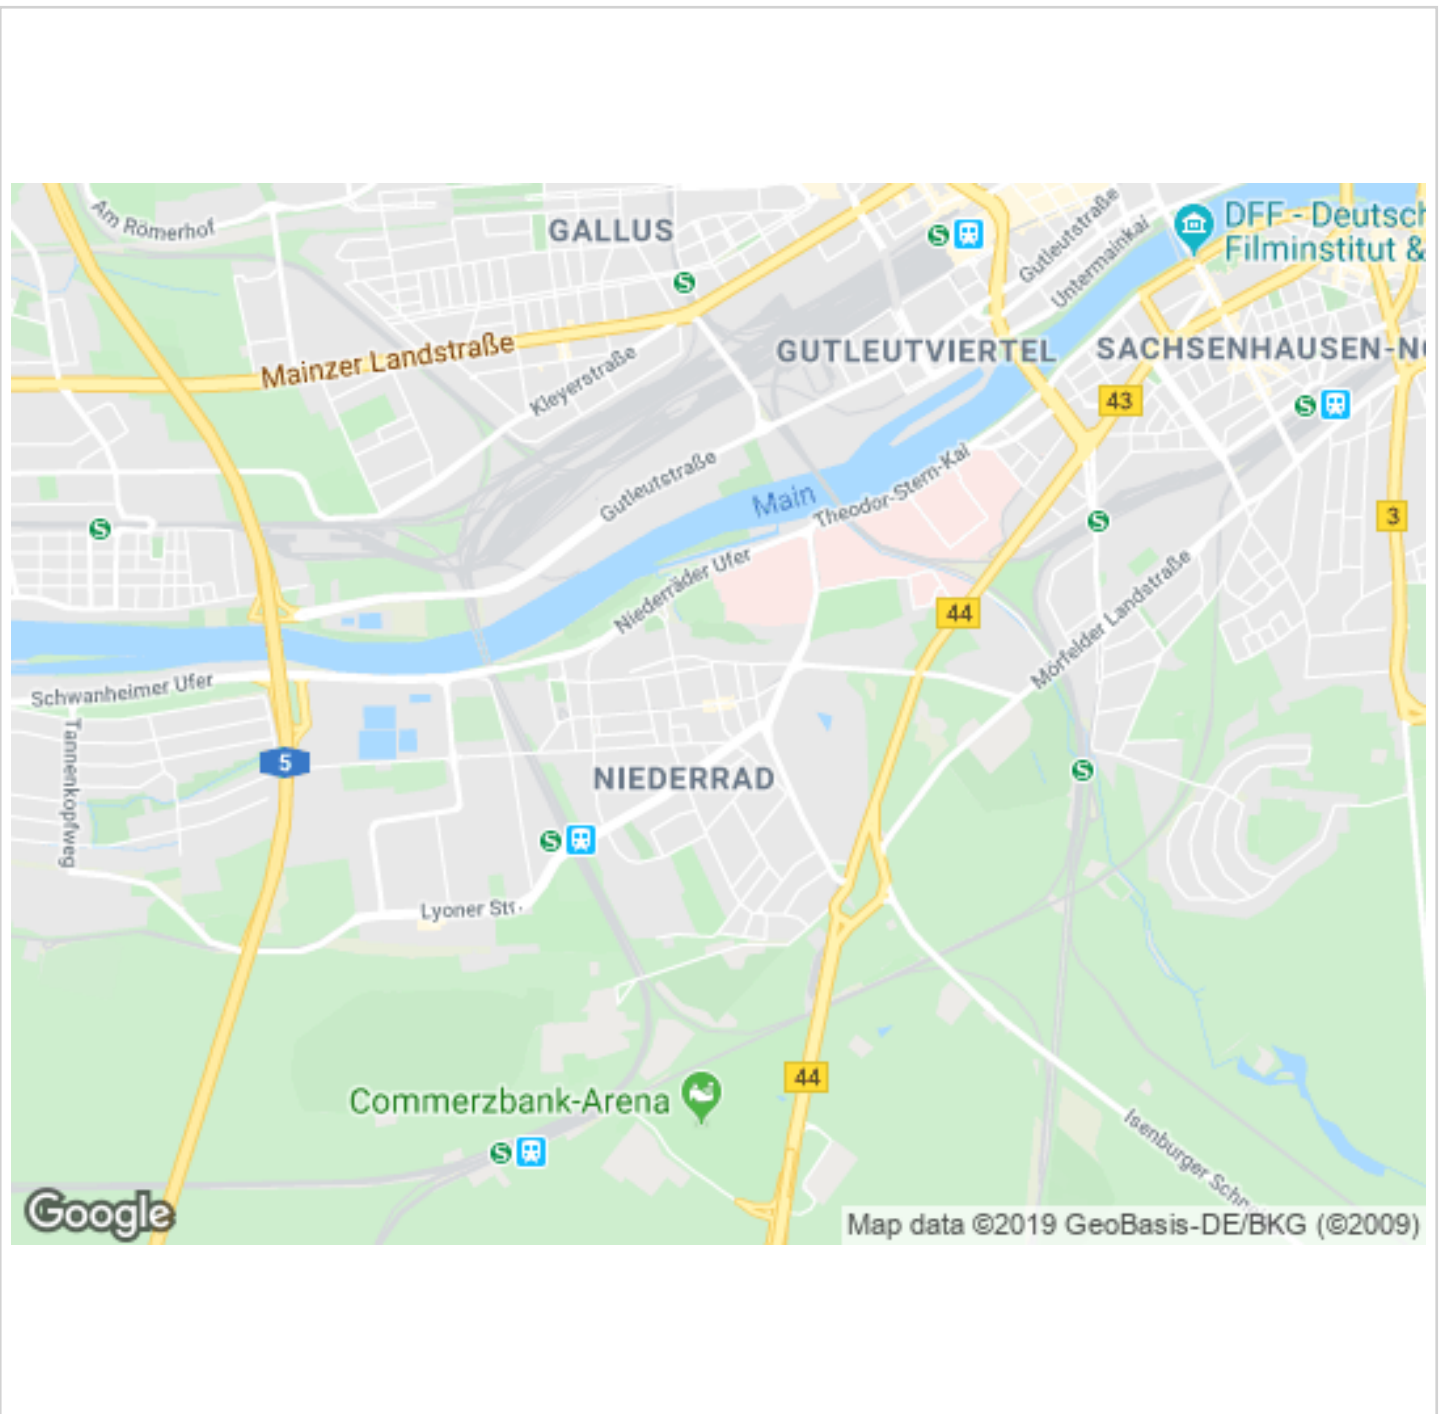 Am Römerhof
GALLUS
S
S
Gutleutstraße
Untermainkai
DFF - Deutsch
Filminstitut &
Mainzer Landstraße
Kleyerstraße
GUTLEUTVIERTEL
SACHSENHAUSEN-NO
43
S
Gutleutstraße
Main
Theodor-Stern-Kai
3
S
S
Niederräder Ufer
44
Mörfelder Landstraße
Schwanheimer Ufer
Tannenkopfweg
5
NIEDERRAD
S
S
Lyoner Str.
44
Commerzbank-Arena
S
Isenburger Schne
Google
Map data ©2019 GeoBasis-DE/BKG (©2009)